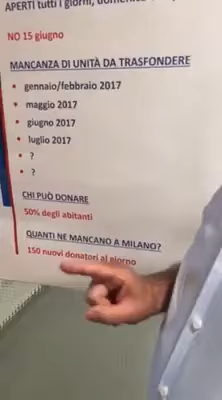 APERTI tutti i giorni,
NO 15 giugno
MANCANZA DI UNITÀ DA TRASFONDERE
• gennaio/febbraio 2017
• maggio 2017
• giugno 2017
• luglio 2017
• ?
• ?
CHI PUÒ DONARE
50% degli abitanti
QUANTI NE MANCANO A MILANO?
150 nuovi donatori al giorno